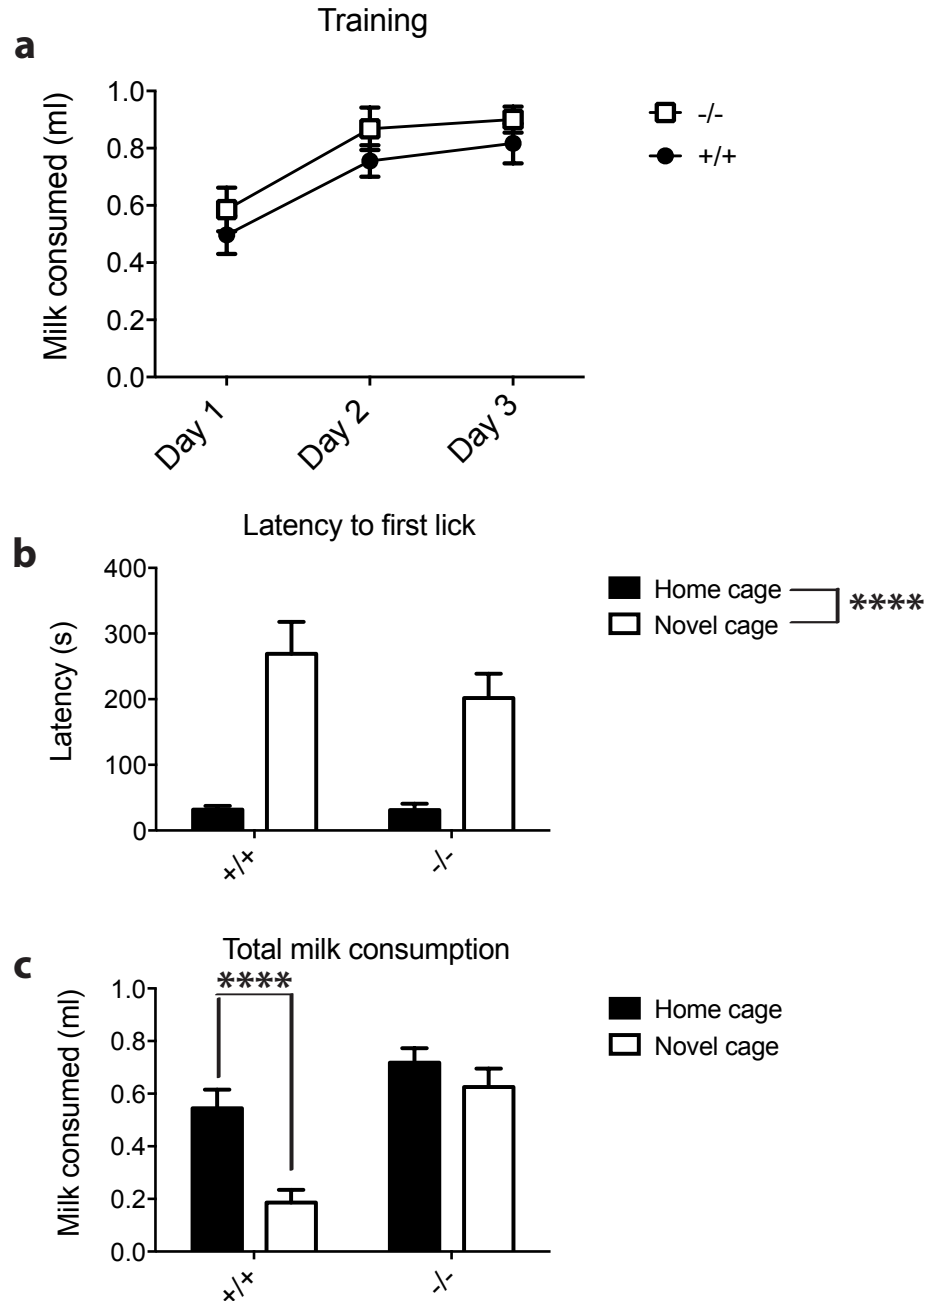 Training
a
Milk consumed (ml)
1.0
0.8
0.6
0.4
0.2
0.0
Day 1
Day 2
Day 3
-/-
+/+
Latency to first lick
b
Latency (s)
400
300
200
100
0
+/+
-/-
Home cage
Novel cage
****
Total milk consumption
c
****
Milk consumed (ml)
1.0
0.8
0.6
0.4
0.2
0.0
+/+
-/-
Home cage
Novel cage